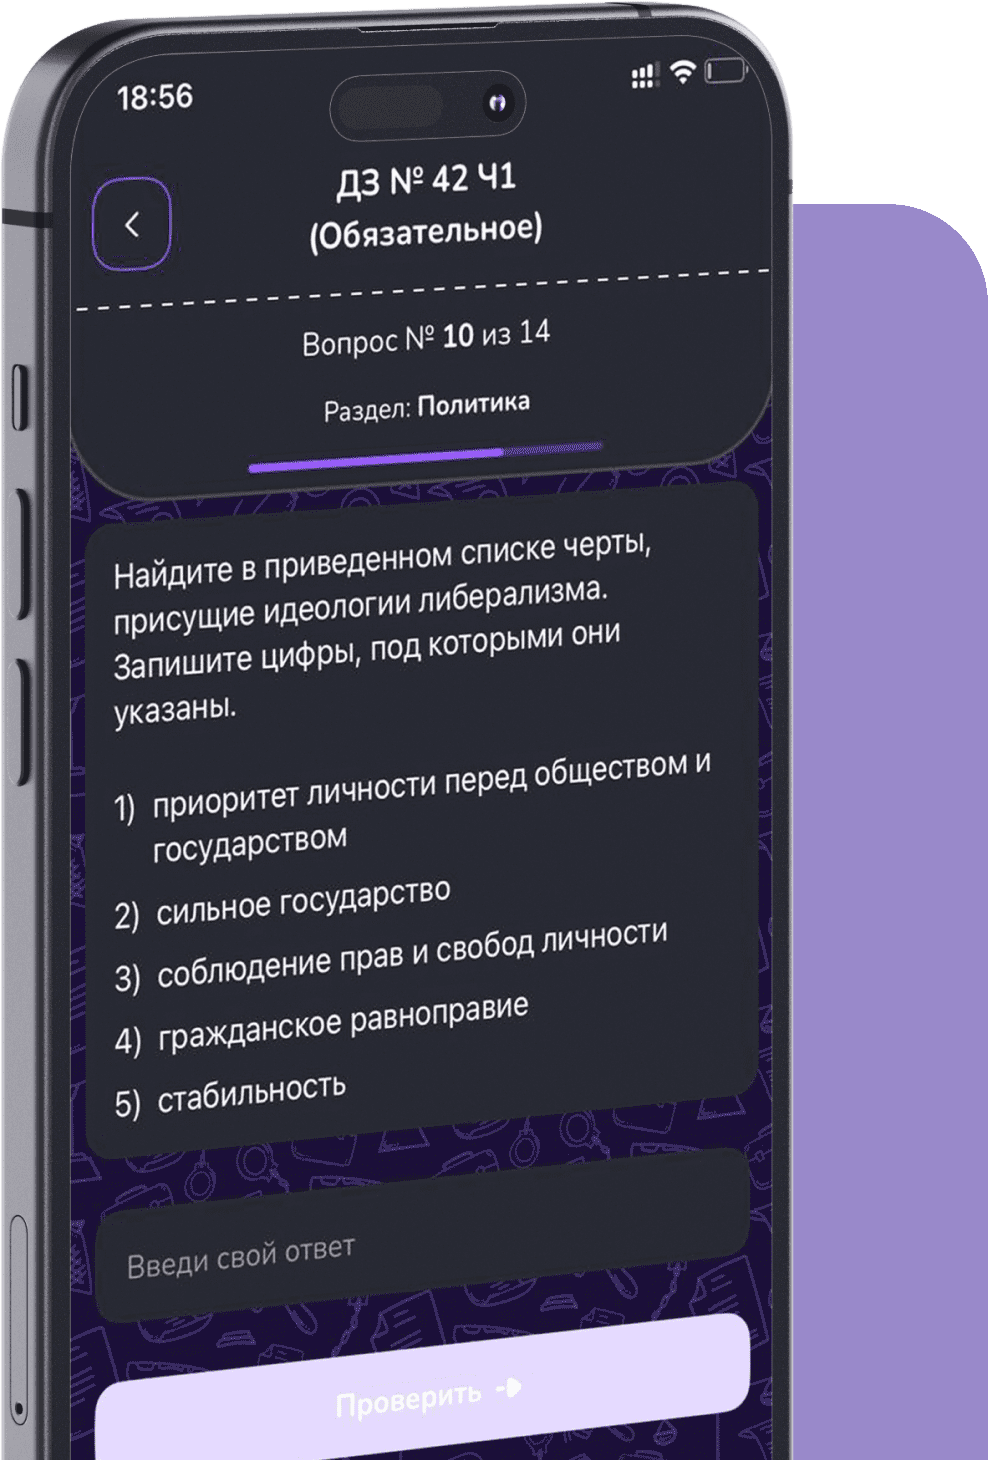 18:56
ДЗ № 42 Ч1
(Обязательное)
Вопрос № 10 из 14
Раздел: Политика
Найдите в приведенном списке черты,
присущие идеологии либерализма.
Запишите цифры, под которыми они
указаны.
1) приоритет личности перед обществом и
государством
2) сильное государство
3) соблюдение прав и свобод личности
4) гражданское равноправие
5) стабильность
Введи свой ответ
Проверить